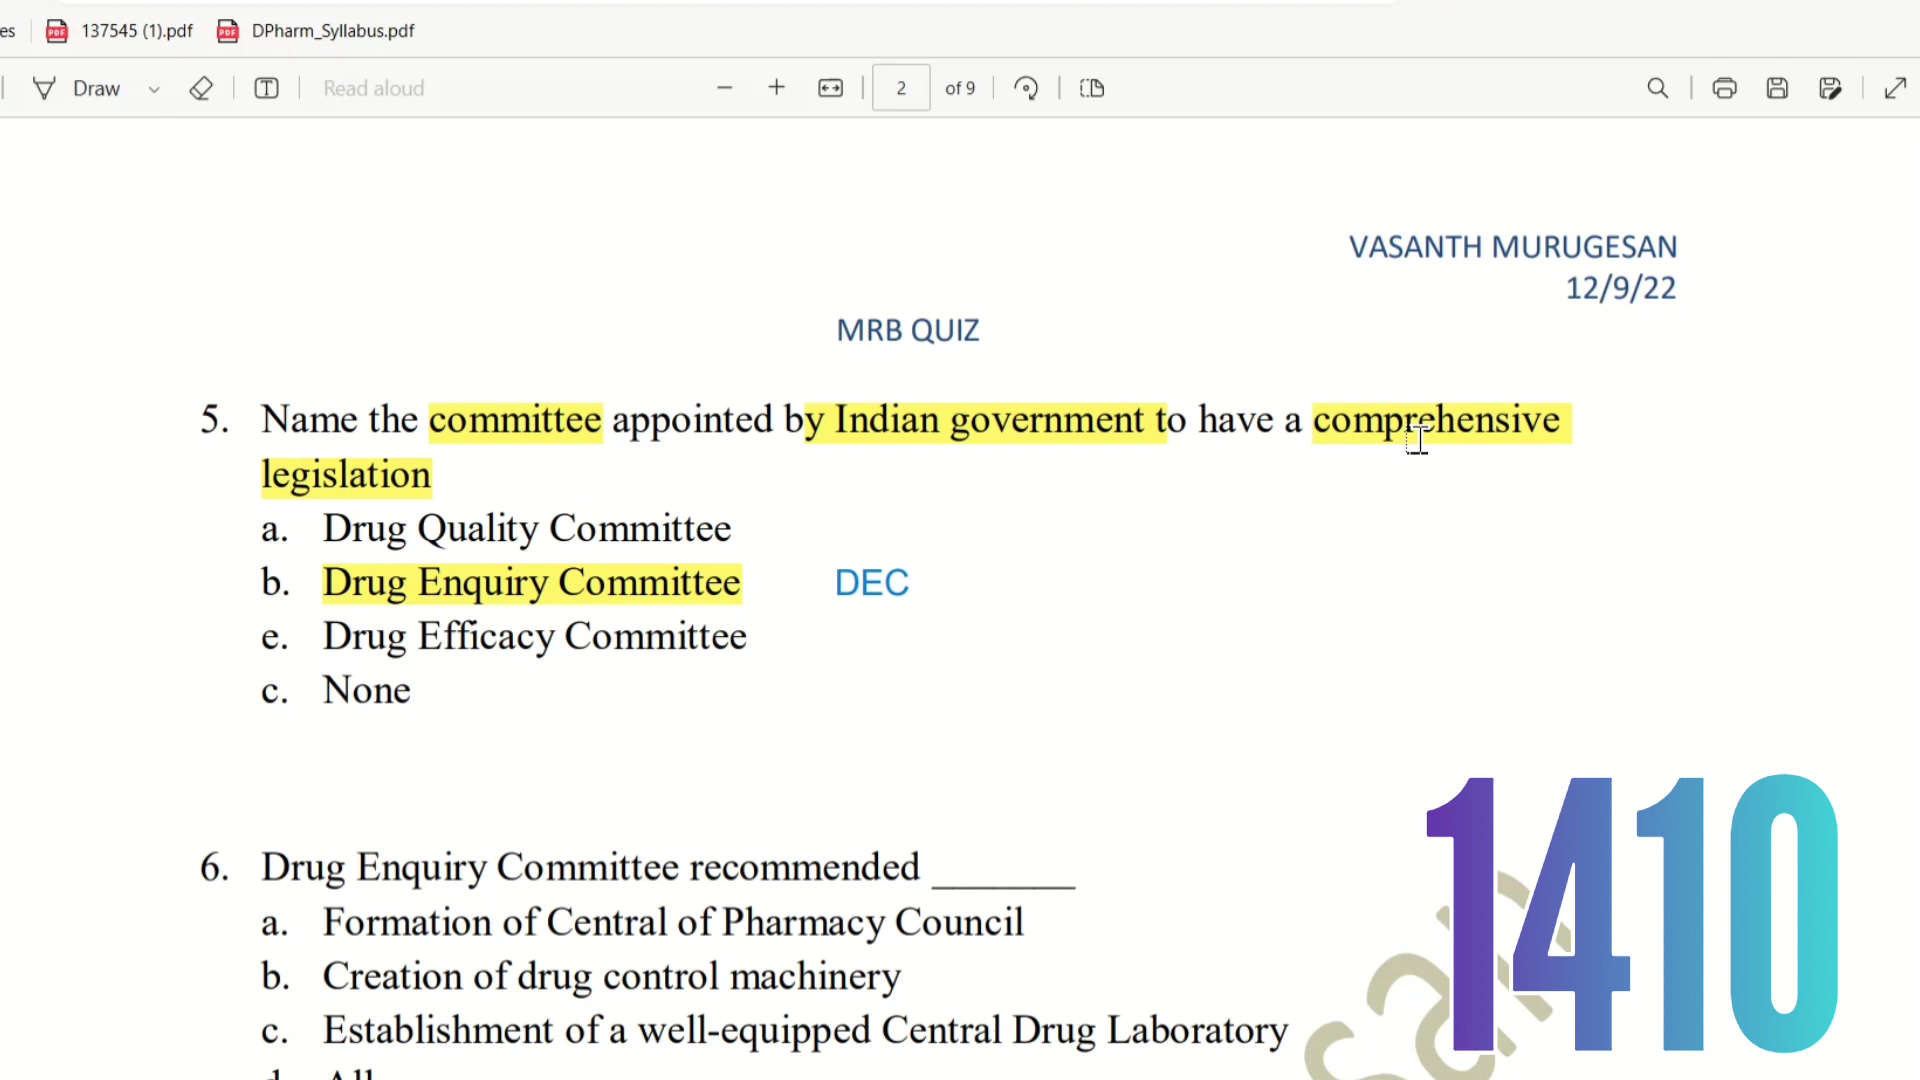 es 137545 (1).pdf DPharm_Syllabus.pdf
Draw Read aloud 2 of 9
VASANTH MURUGESAN
12/9/22
MRB QUIZ
5. Name the committee appointed by Indian government to have a comprehensive
legislation
a. Drug Quality Committee
b. Drug Enquiry Committee DEC
e. Drug Efficacy Committee
c. None
6. Drug Enquiry Committee recommended _______
a. Formation of Central of Pharmacy Council
b. Creation of drug control machinery
c. Establishment of a well-equipped Central Drug Laboratory
d. All
1410